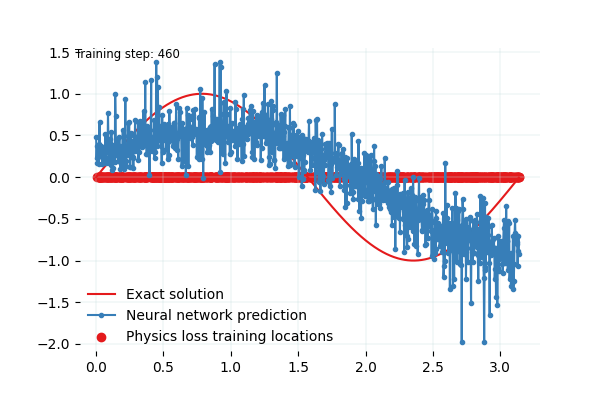 Training step: 460
1.5
1.0
0.5
0.0
−0.5
−1.0
−1.5
−2.0
Exact solution
Neural network prediction
Physics loss training locations
0.0 0.5 1.0 1.5 2.0 2.5 3.0